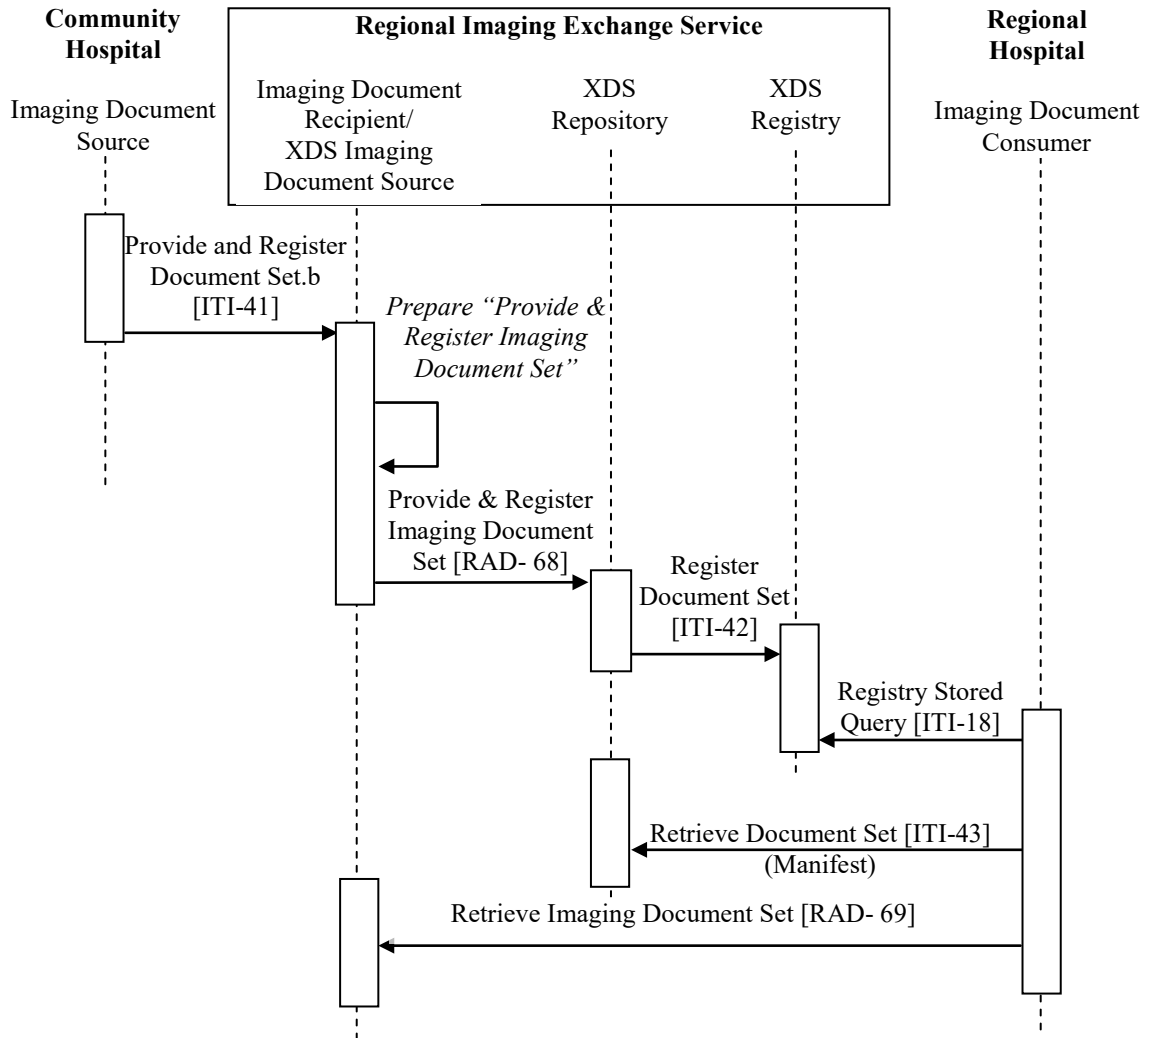 Community
Hospital
Regional Imaging Exchange Service
Regional
Hospital
Imaging Document
Source
Imaging Document
Recipient/
XDS Imaging
Document Source
XDS
Repository
XDS
Registry
Imaging Document
Consumer
Provide and Register
Document Set.b
[ITI-41]
Prepare “Provide &
Register Imaging
Document Set”
Provide & Register
Imaging Document
Set [RAD- 68]
Register
Document Set
[ITI-42]
Registry Stored
Query [ITI-18]
Retrieve Document Set [ITI-43]
(Manifest)
Retrieve Imaging Document Set [RAD- 69]